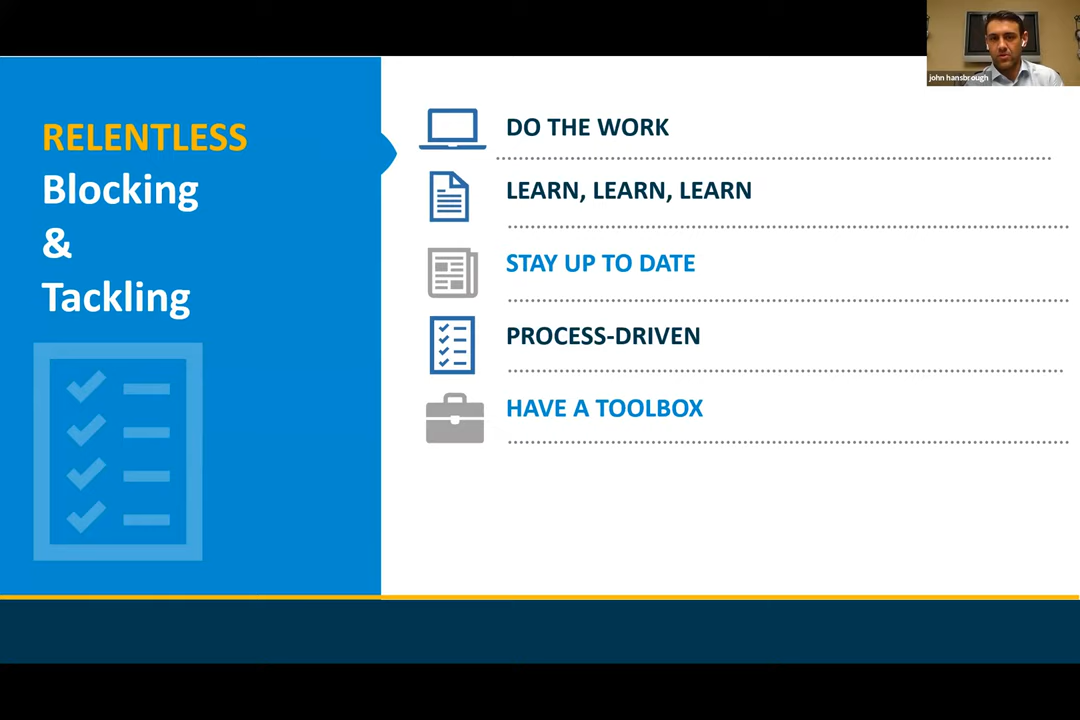 RELENTLESS
Blocking
&
Tackling
DO THE WORK
LEARN, LEARN, LEARN
STAY UP TO DATE
PROCESS-DRIVEN
HAVE A TOOLBOX
john hansbrough